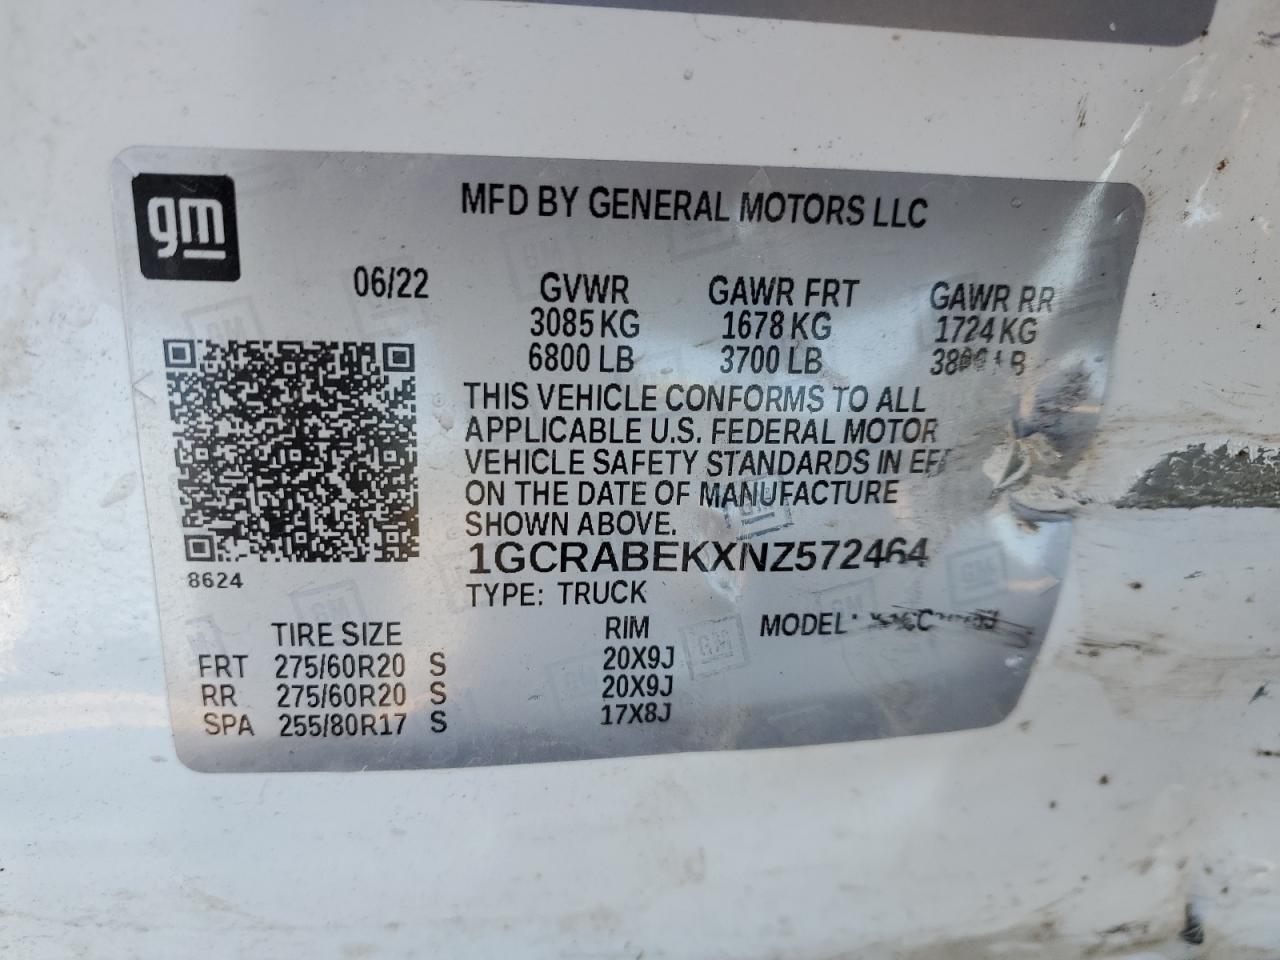 gm
MFD BY GENERAL MOTORS LLC
06/22 GVWR GAWR FRT GAWR RR
3085 KG 1678 KG 1724 KG
6800 LB 3700 LB
THIS VEHICLE CONFORMS TO ALL
APPLICABLE U.S. FEDERAL MOTOR
VEHICLE SAFETY STANDARDS IN
ON THE DATE OF MANUFACTURE
SHOWN ABOVE.
1GCRABEKXNZ572464
8624
TYPE: TRUCK
TIRE SIZE RIM MODEL:
FRT 275/60R20 S 20X9J
RR 275/60R20 S 20X9J
SPA 255/80R17 S 17X8J